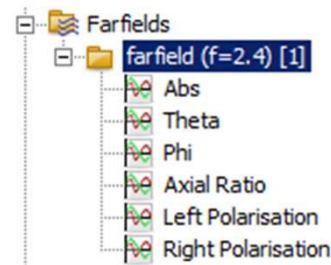 Farfields
farfield (f=2.4) [1]
Abs
Theta
Phi
Axial Ratio
Left Polarisation
Right Polarisation